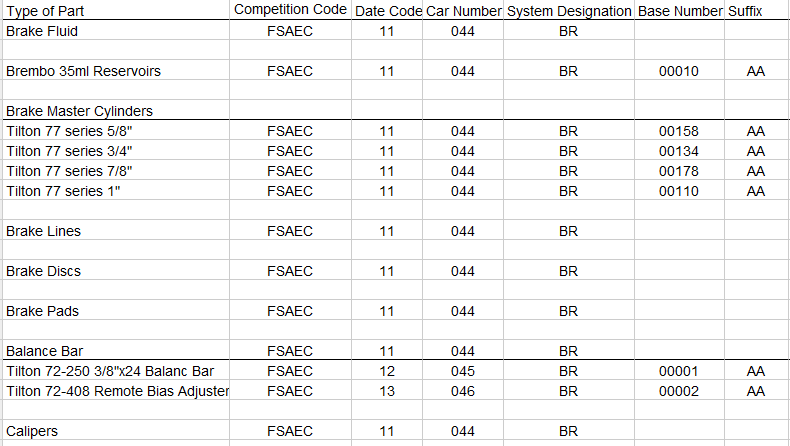 Type of Part Competition Code Date Code Car Number System Designation Base Number Suffix
Brake Fluid FSAEC 11 044 BR
Brembo 35ml Reservoirs FSAEC 11 044 BR 00010 AA
Brake Master Cylinders
Tilton 77 series 5/8" FSAEC 11 044 BR 00158 AA
Tilton 77 series 3/4" FSAEC 11 044 BR 00134 AA
Tilton 77 series 7/8" FSAEC 11 044 BR 00178 AA
Tilton 77 series 1" FSAEC 11 044 BR 00110 AA
Brake Lines FSAEC 11 044 BR
Brake Discs FSAEC 11 044 BR
Brake Pads FSAEC 11 044 BR
Balance Bar FSAEC 11 044 BR
Tilton 72-250 3/8"x24 Balanc Bar FSAEC 12 045 BR 00001 AA
Tilton 72-408 Remote Bias Adjuster FSAEC 13 046 BR 00002 AA
Calipers FSAEC 11 044 BR